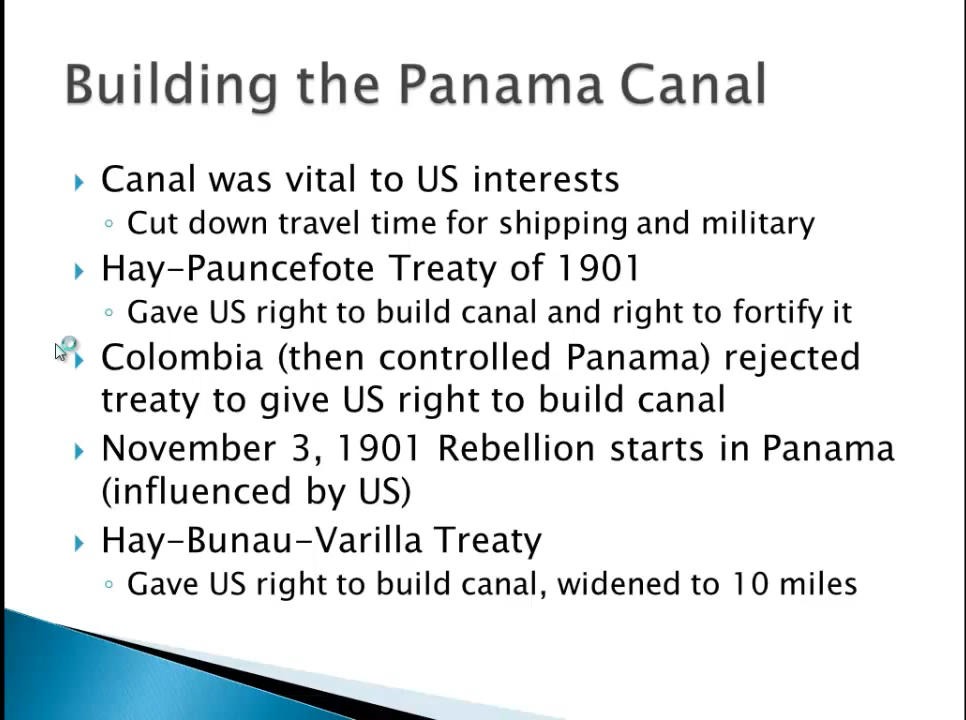 Building the Panama Canal
Canal was vital to US interests
Cut down travel time for shipping and military
Hay-Pauncefote Treaty of 1901
Gave US right to build canal and right to fortify it
Colombia (then controlled Panama) rejected
treaty to give US right to build canal
November 3, 1901 Rebellion starts in Panama
(influenced by US)
Hay-Bunau-Varilla Treaty
Gave US right to build canal, widened to 10 miles